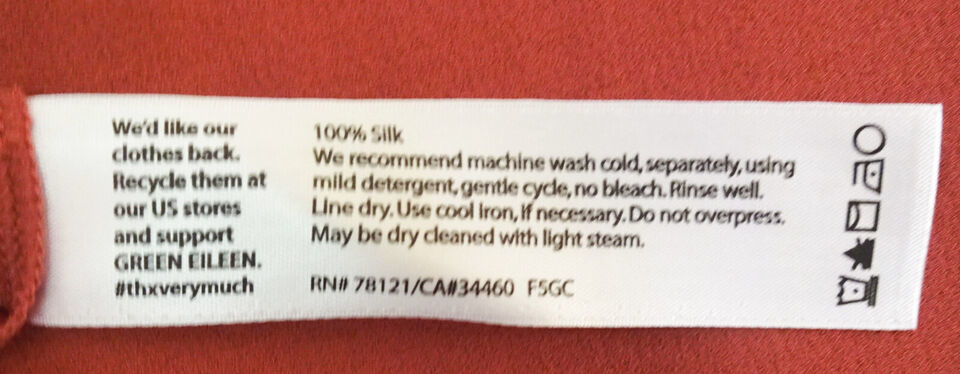 We'd like our
clothes back.
Recycle them at
our US stores
and support
GREEN EILEEN.
#thxverymuch
100% Silk
We recommend machine wash cold, separately, using
mild detergent, gentle cycle, no bleach. Rinse well.
Line dry. Use cool iron, if necessary. Do not overpress.
May be dry cleaned with light steam.
RN# 78121/CA#34460 F5GC